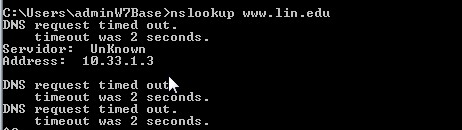 C:\Users\adminW7Base>nslookup www.lin.edu
DNS request timed out.
    timeout was 2 seconds.
Servidor:  UnKnown
Address:  10.33.1.3

DNS request timed out.
    timeout was 2 seconds.
DNS request timed out.
    timeout was 2 seconds.